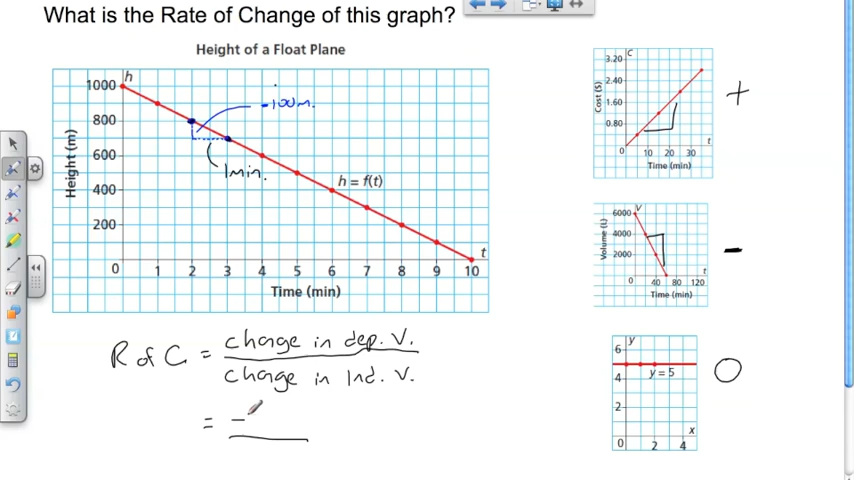 What is the Rate of Change of this graph?
Height of a Float Plane
h
1000
800
600
400
200
0
1 2 3 4 5 6 7 8 9 10
t
Height (m)
Time (min)
h = f(t)
-100m.
1min.
R of C = change in dep. V.
change in Ind. V.
= -
C
3.20
2.40
1.60
0.80
0
10 20 30
t
Cost ($)
Time (min)
+
V
6000
4000
2000
0
40 80 120
t
Volume (L)
Time (min)
-
y
6
4
2
0
2 4
x
y = 5
0